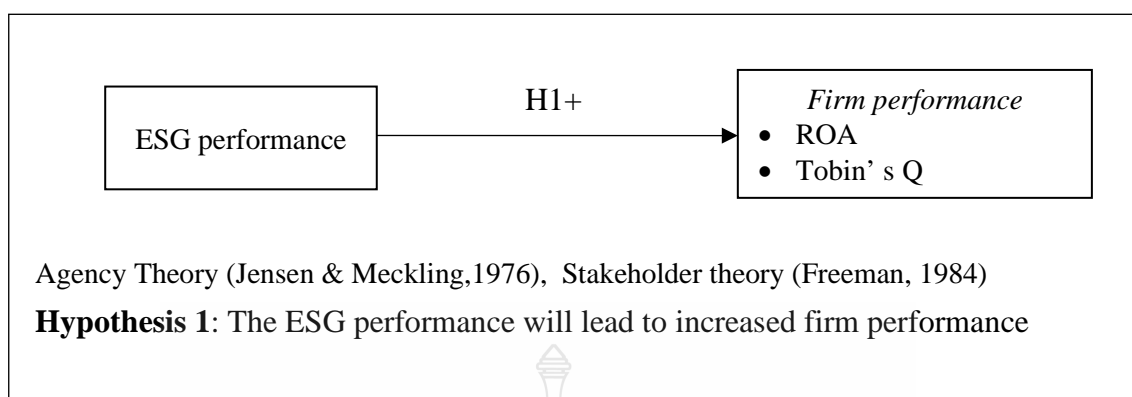 H1+
ESG performance
Firm performance
• ROA
• Tobin’ s Q
Agency Theory (Jensen & Meckling,1976), Stakeholder theory (Freeman, 1984)
Hypothesis 1: The ESG performance will lead to increased firm performance